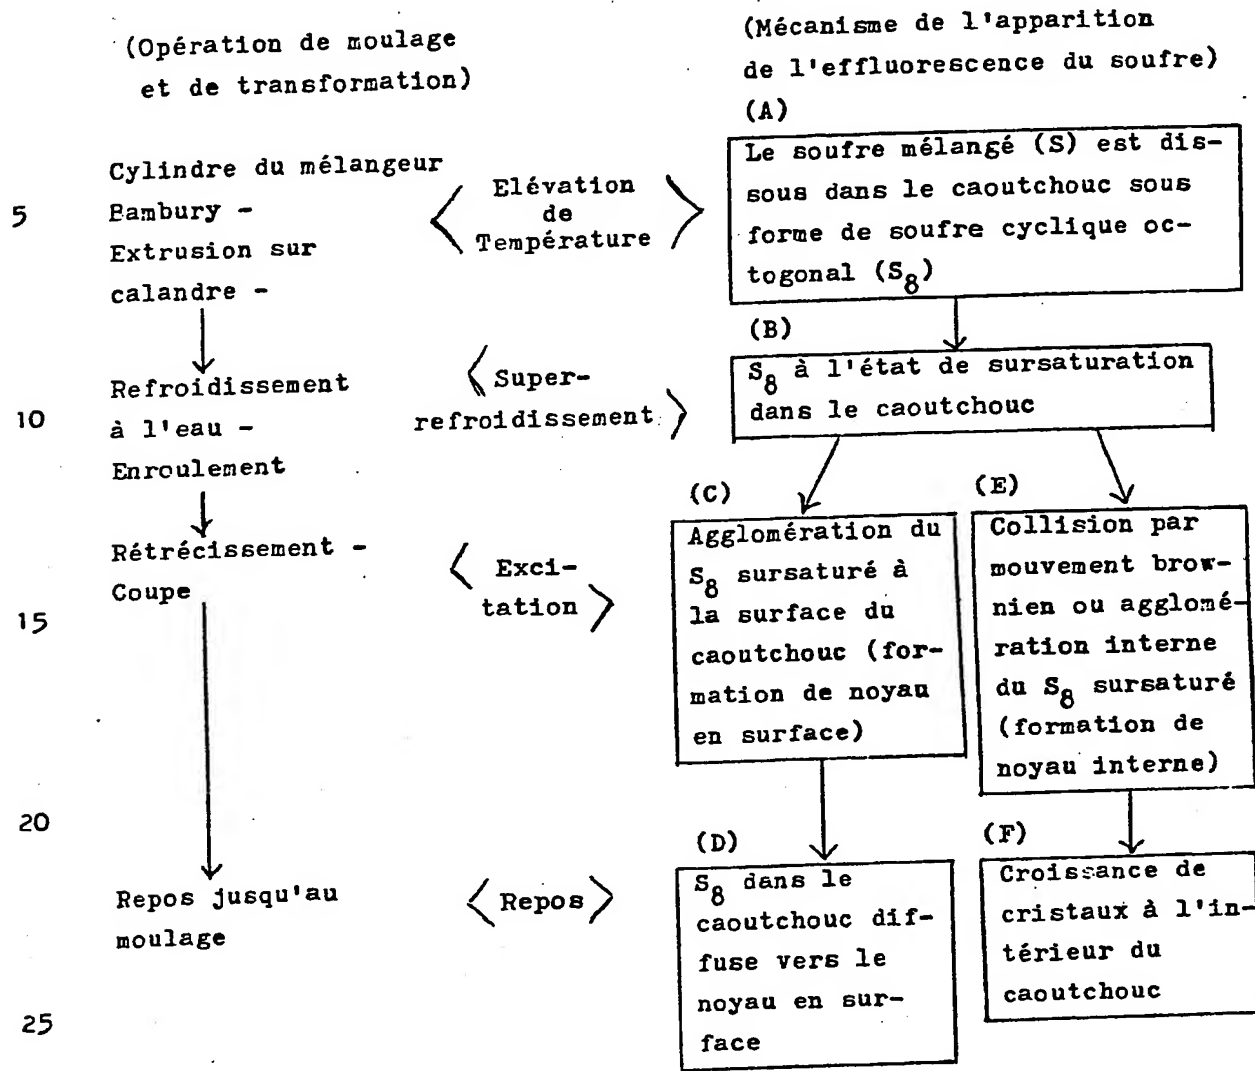 (Opération de moulage
et de transformation)
(Mécanisme de l'apparition
de l'effluorescence du soufre)
(A)
Cylindre du mélangeur
5
Bambury -
Extrusion sur
calandre -
< Elévation
de
Température >
Le soufre mélangé (S) est dis-
sous dans le caoutchouc sous
forme de soufre cyclique oc-
togonal (S8)
(B)
Refroidissement
10
à l'eau -
Enroulement
< Super-
refroidissement >
S8 à l'état de sursaturation
dans le caoutchouc
(C)
(E)
Rétrécissement -
Coupe
15
< Exci-
tation >
Agglomération du
S8 sursaturé à
la surface du
caoutchouc (for-
mation de noyau
en surface)
Collision par
mouvement brow-
nien ou agglomé-
ration interne
du S8 sursaturé
(formation de
noyau interne)
20
(D)
(F)
Repos jusqu'au
moulage
< Repos >
S8 dans le
caoutchouc dif-
fuse vers le
noyau en sur-
face
Croissance de
cristaux à l'in-
térieur du
caoutchouc
25